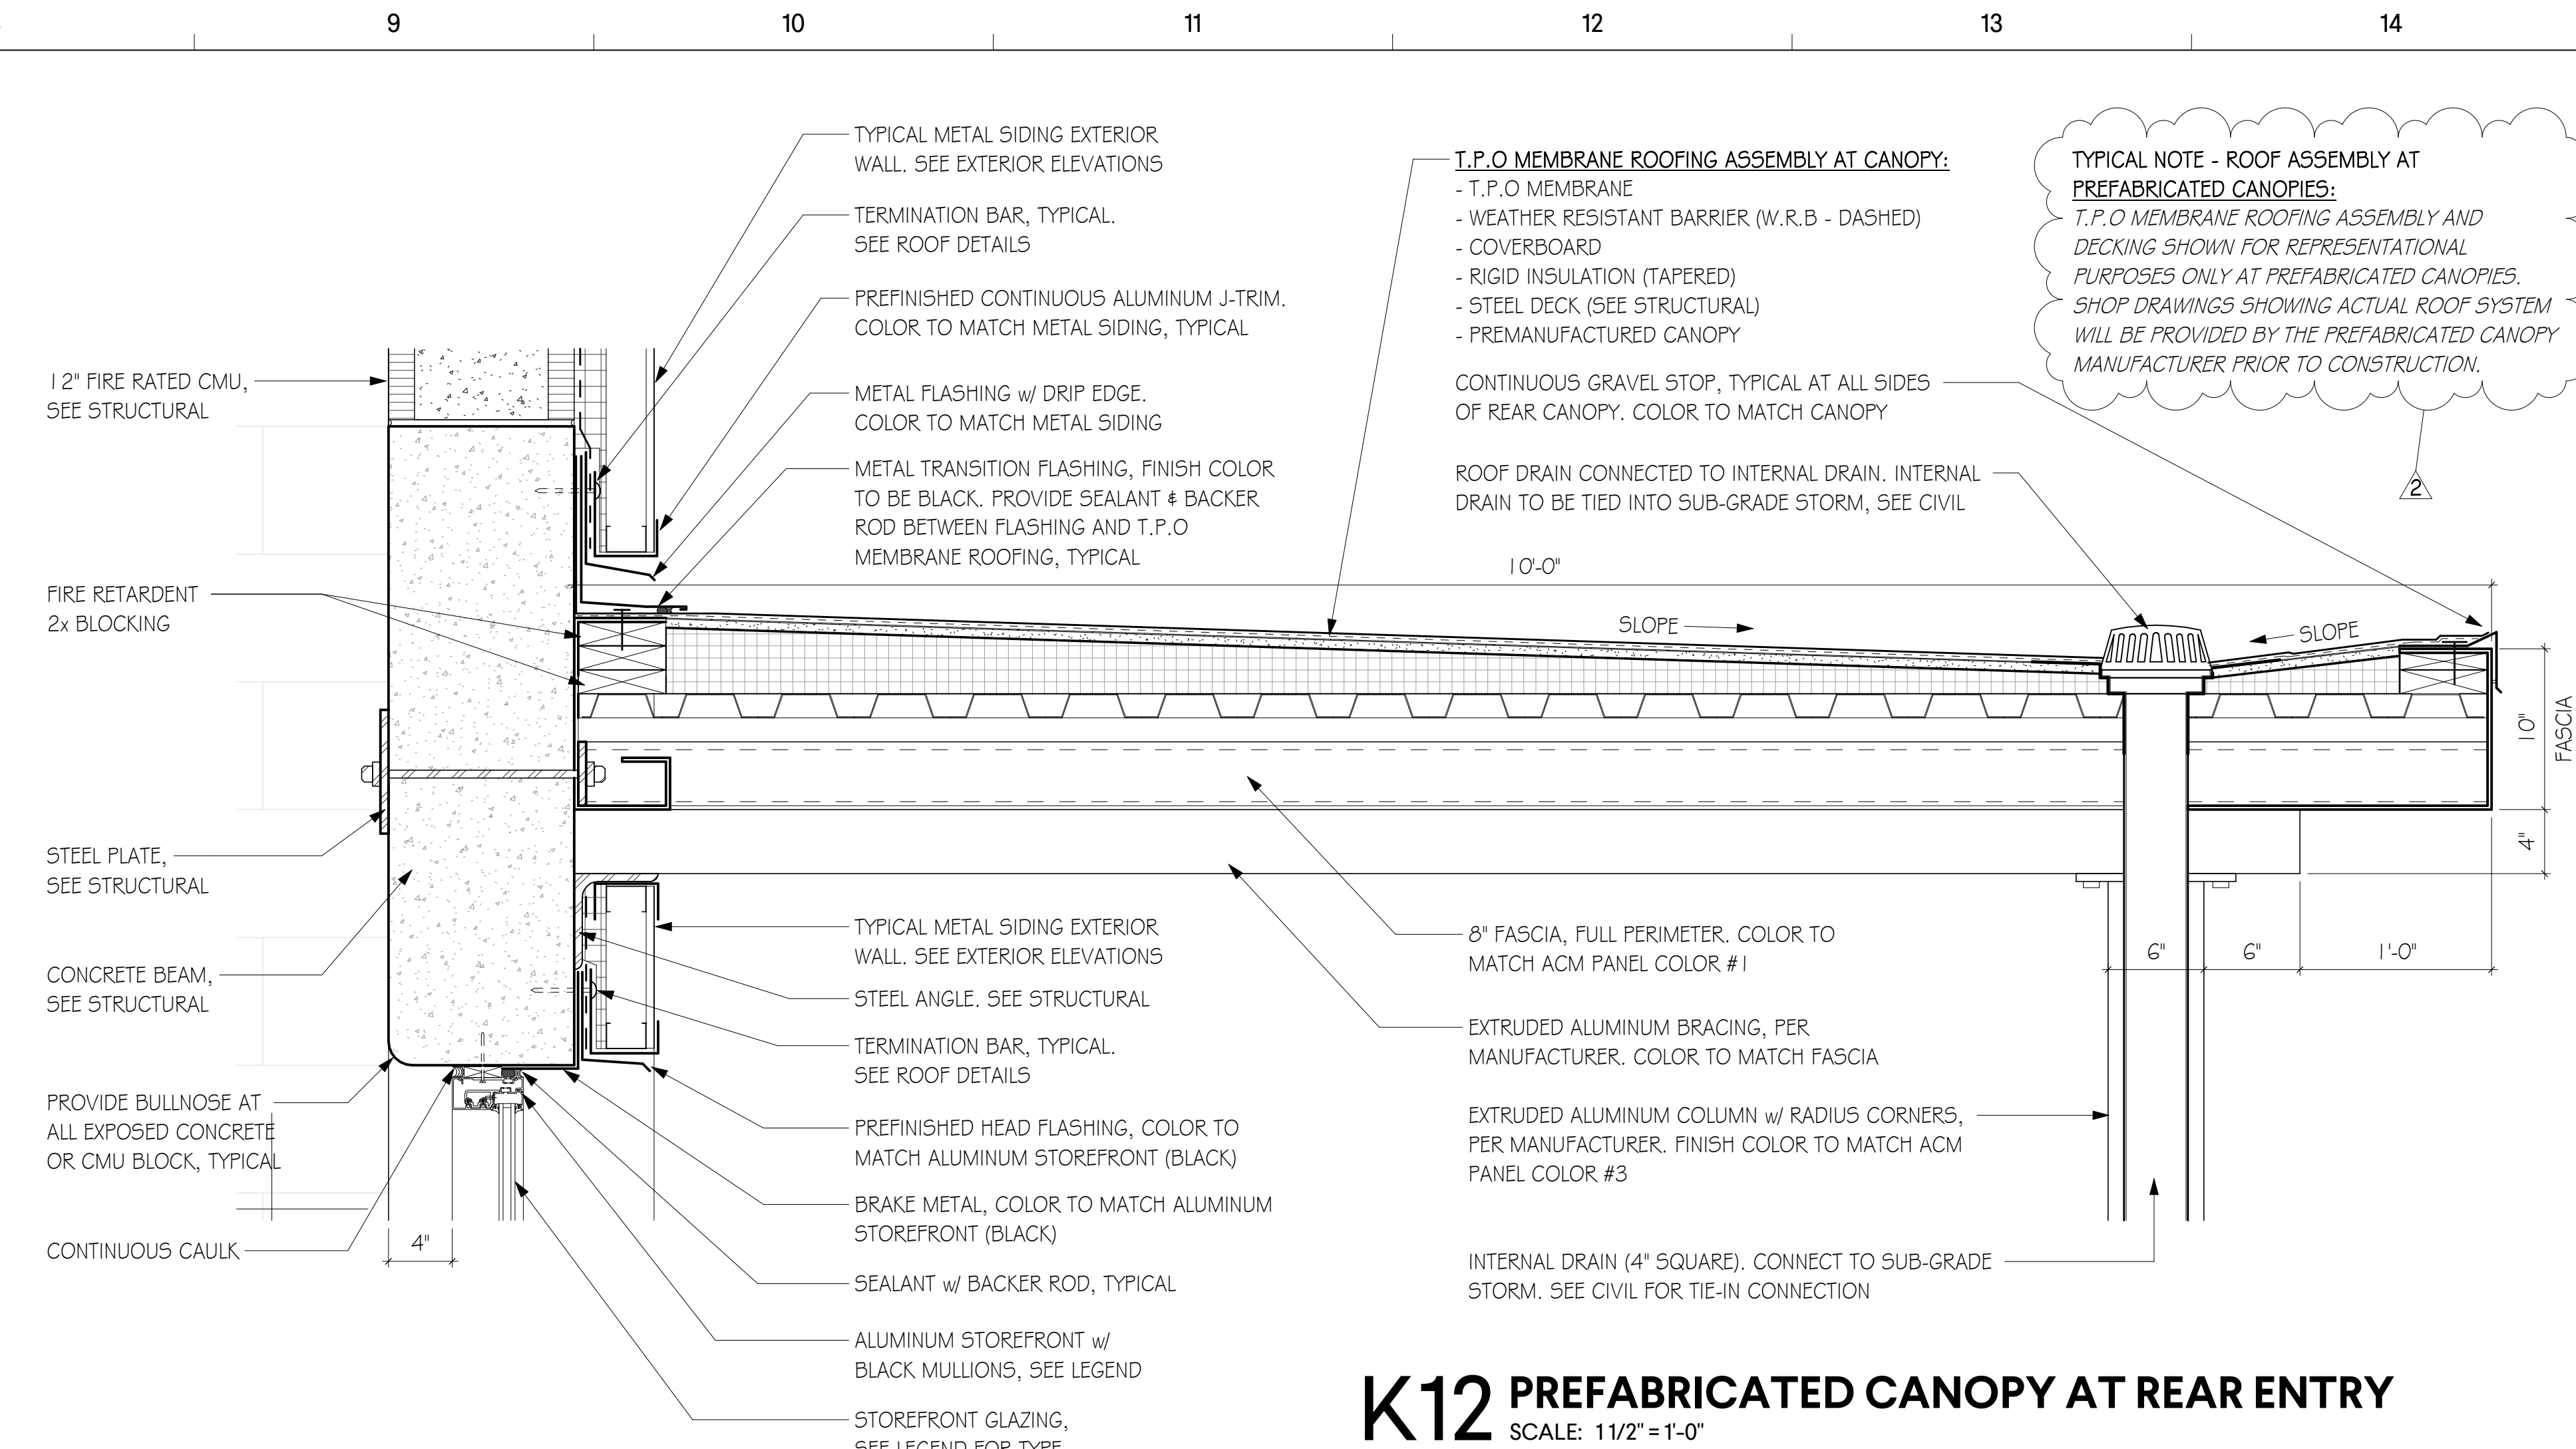 9 10 11 12 13 14
TYPICAL METAL SIDING EXTERIOR
WALL. SEE EXTERIOR ELEVATIONS
TERMINATION BAR, TYPICAL.
SEE ROOF DETAILS
PREFINISHED CONTINUOUS ALUMINUM J-TRIM.
COLOR TO MATCH METAL SIDING, TYPICAL
METAL FLASHING w/ DRIP EDGE.
COLOR TO MATCH METAL SIDING
METAL TRANSITION FLASHING, FINISH COLOR
TO BE BLACK. PROVIDE SEALANT & BACKER
ROD BETWEEN FLASHING AND T.P.O
MEMBRANE ROOFING, TYPICAL
T.P.O MEMBRANE ROOFING ASSEMBLY AT CANOPY:
- T.P.O MEMBRANE
- WEATHER RESISTANT BARRIER (W.R.B - DASHED)
- COVERBOARD
- RIGID INSULATION (TAPERED)
- STEEL DECK (SEE STRUCTURAL)
- PREMANUFACTURED CANOPY
CONTINUOUS GRAVEL STOP, TYPICAL AT ALL SIDES
OF REAR CANOPY. COLOR TO MATCH CANOPY
ROOF DRAIN CONNECTED TO INTERNAL DRAIN. INTERNAL
DRAIN TO BE TIED INTO SUB-GRADE STORM, SEE CIVIL
TYPICAL NOTE - ROOF ASSEMBLY AT
PREFABRICATED CANOPIES:
T.P.O MEMBRANE ROOFING ASSEMBLY AND
DECKING SHOWN FOR REPRESENTATIONAL
PURPOSES ONLY AT PREFABRICATED CANOPIES.
SHOP DRAWINGS SHOWING ACTUAL ROOF SYSTEM
WILL BE PROVIDED BY THE PREFABRICATED CANOPY
MANUFACTURER PRIOR TO CONSTRUCTION.
2
12" FIRE RATED CMU,
SEE STRUCTURAL
FIRE RETARDENT
2x BLOCKING
STEEL PLATE,
SEE STRUCTURAL
CONCRETE BEAM,
SEE STRUCTURAL
PROVIDE BULLNOSE AT
ALL EXPOSED CONCRETE
OR CMU BLOCK, TYPICAL
CONTINUOUS CAULK
4"
10'-0"
SLOPE
SLOPE
10"
FASCIA
4"
6"
6"
1'-0"
TYPICAL METAL SIDING EXTERIOR
WALL. SEE EXTERIOR ELEVATIONS
STEEL ANGLE. SEE STRUCTURAL
TERMINATION BAR, TYPICAL.
SEE ROOF DETAILS
PREFINISHED HEAD FLASHING, COLOR TO
MATCH ALUMINUM STOREFRONT (BLACK)
BRAKE METAL, COLOR TO MATCH ALUMINUM
STOREFRONT (BLACK)
SEALANT w/ BACKER ROD, TYPICAL
ALUMINUM STOREFRONT w/
BLACK MULLIONS, SEE LEGEND
STOREFRONT GLAZING,
SEE LEGEND FOR TYPE
8" FASCIA, FULL PERIMETER. COLOR TO
MATCH ACM PANEL COLOR #1
EXTRUDED ALUMINUM BRACING, PER
MANUFACTURER. COLOR TO MATCH FASCIA
EXTRUDED ALUMINUM COLUMN w/ RADIUS CORNERS,
PER MANUFACTURER. FINISH COLOR TO MATCH ACM
PANEL COLOR #3
INTERNAL DRAIN (4" SQUARE). CONNECT TO SUB-GRADE
STORM. SEE CIVIL FOR TIE-IN CONNECTION
K12 PREFABRICATED CANOPY AT REAR ENTRY
SCALE: 1 1/2" = 1'-0"